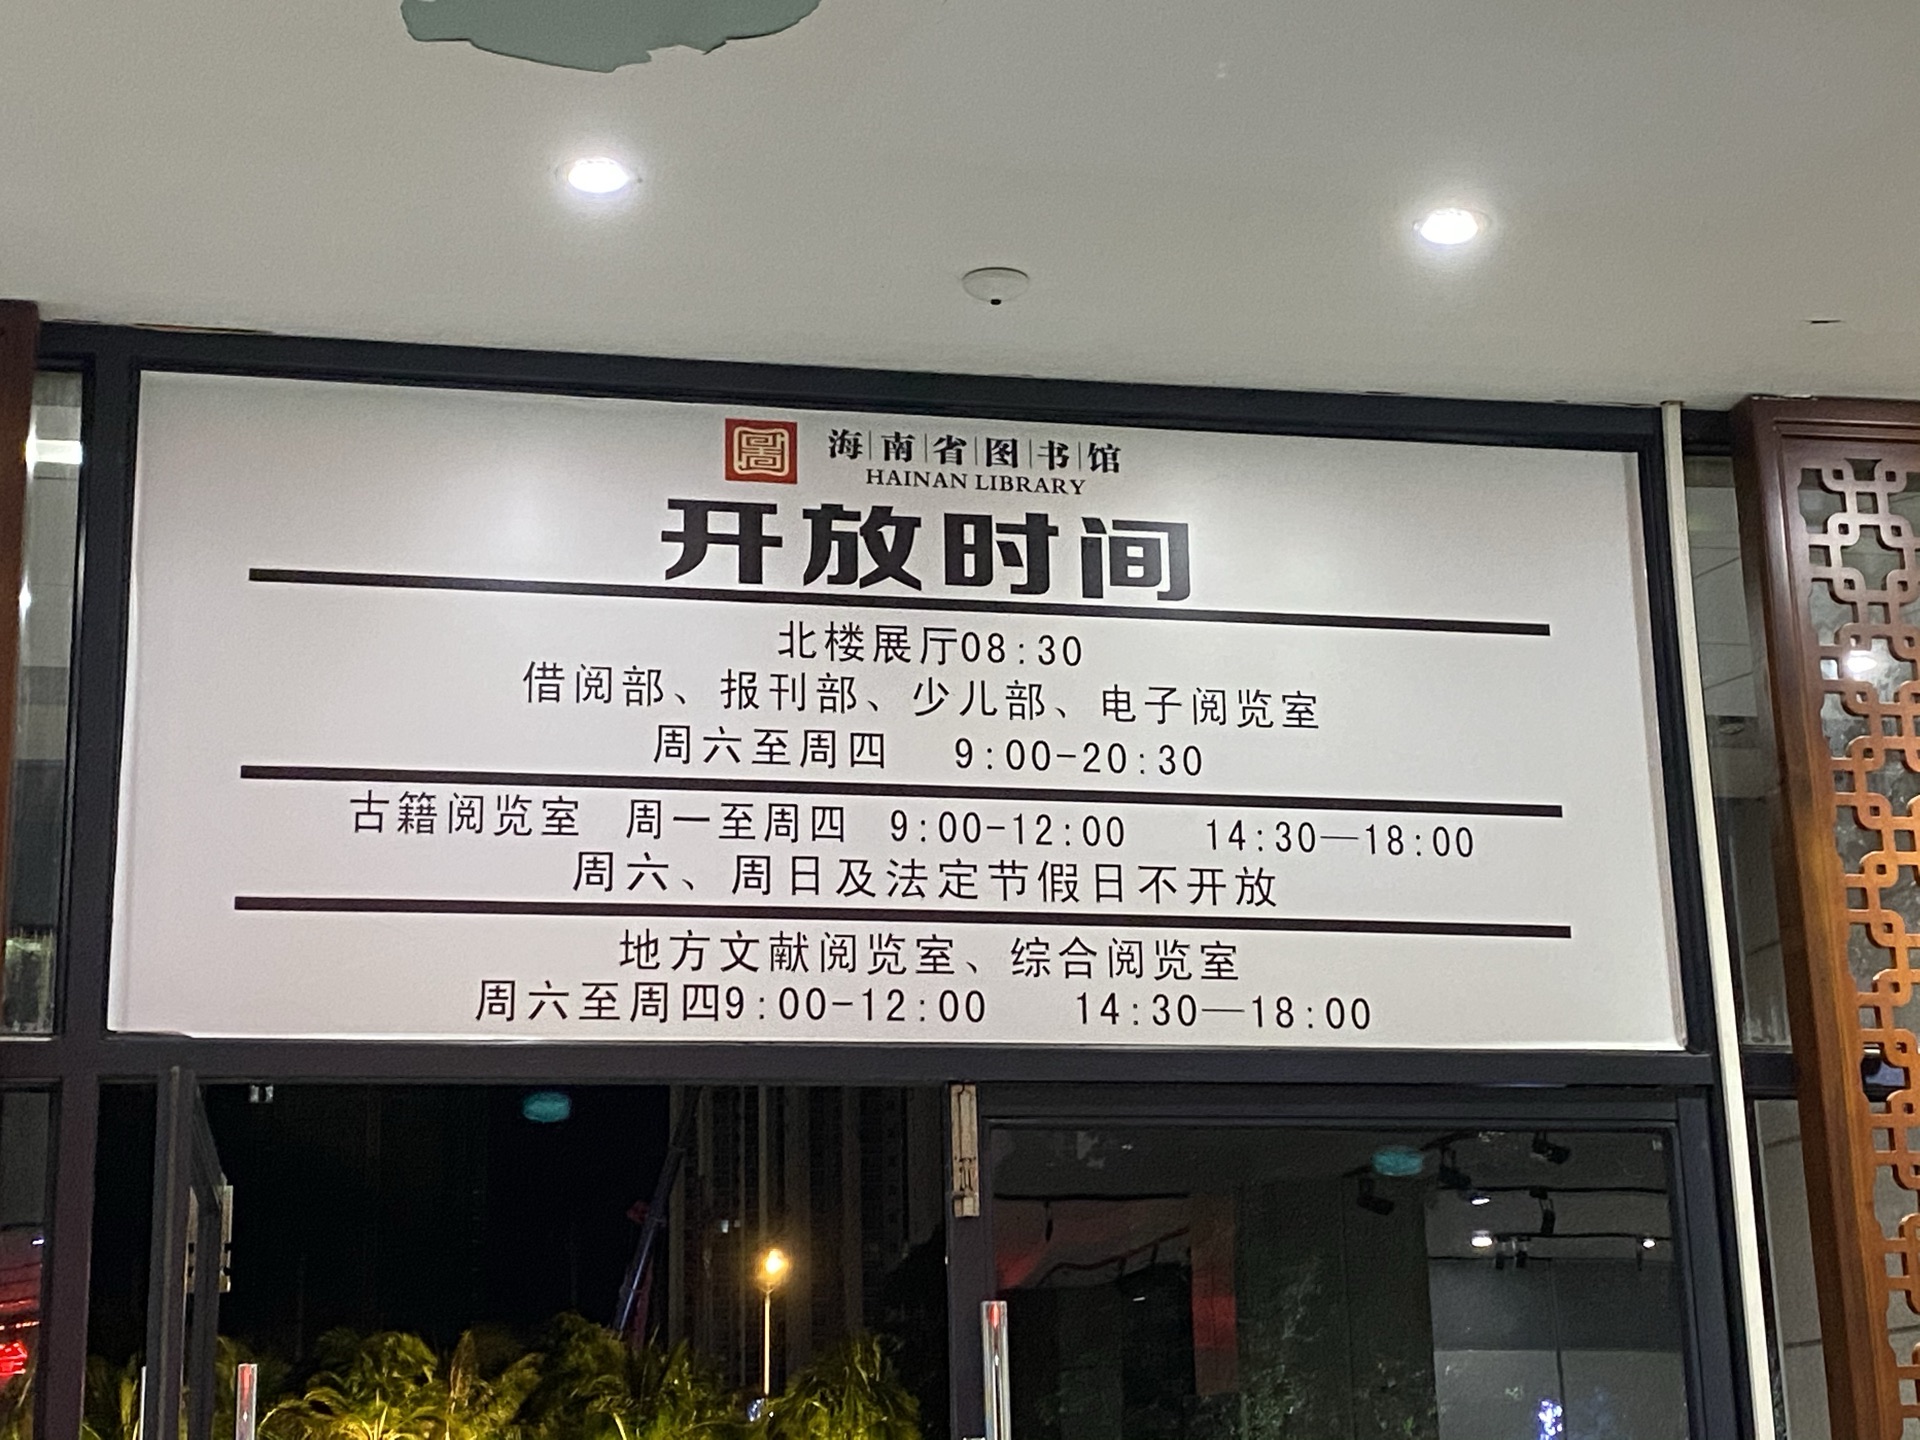 海南省图书馆
HAINAN LIBRARY
开放时间
北楼展厅08:30
借阅部、报刊部、少儿部、电子阅览室
周六至周四 9:00-20:30
古籍阅览室 周一至周四 9:00-12:00 14:30—18:00
周六、周日及法定节假日不开放
地方文献阅览室、综合阅览室
周六至周四9:00-12:00 14:30—18:00